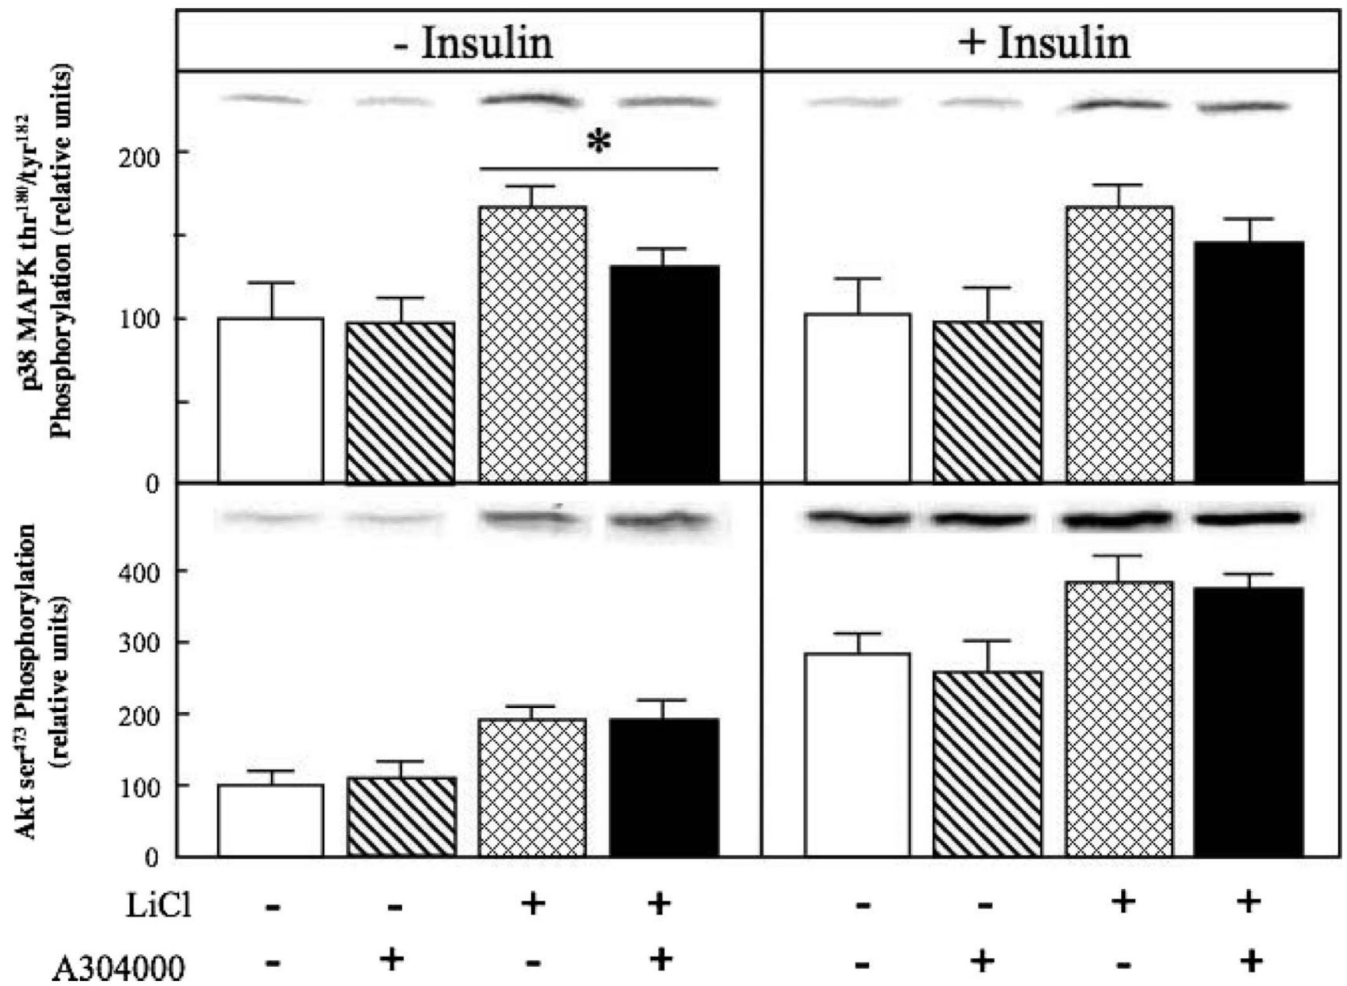 - Insulin + Insulin
p38 MAPK thr180/tyr182
Phosphorylation (relative units)
200
*
100
0
Akt ser473 Phosphorylation
(relative units)
400
300
200
100
0
LiCl - - + + - - + +
A304000 - + - + - + - +